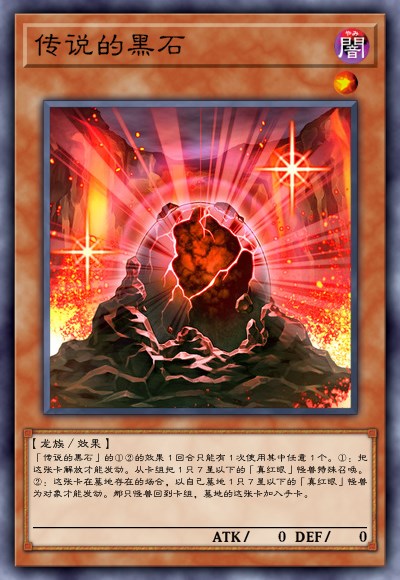 传说的黑石
やみ
闇
【龙族／效果】
「传说的黑石」的①②的效果1回合只能有1次使用其中任意1个。①：把
这张卡解放才能发动。从卡组把1只7星以下的「真红眼」怪兽特殊召唤。
②：这张卡在墓地存在的场合，以自己墓地1只7星以下的「真红眼」怪兽
为对象才能发动。那只怪兽回到卡组，墓地的这张卡加入手卡。
ATK/ 0 DEF/ 0